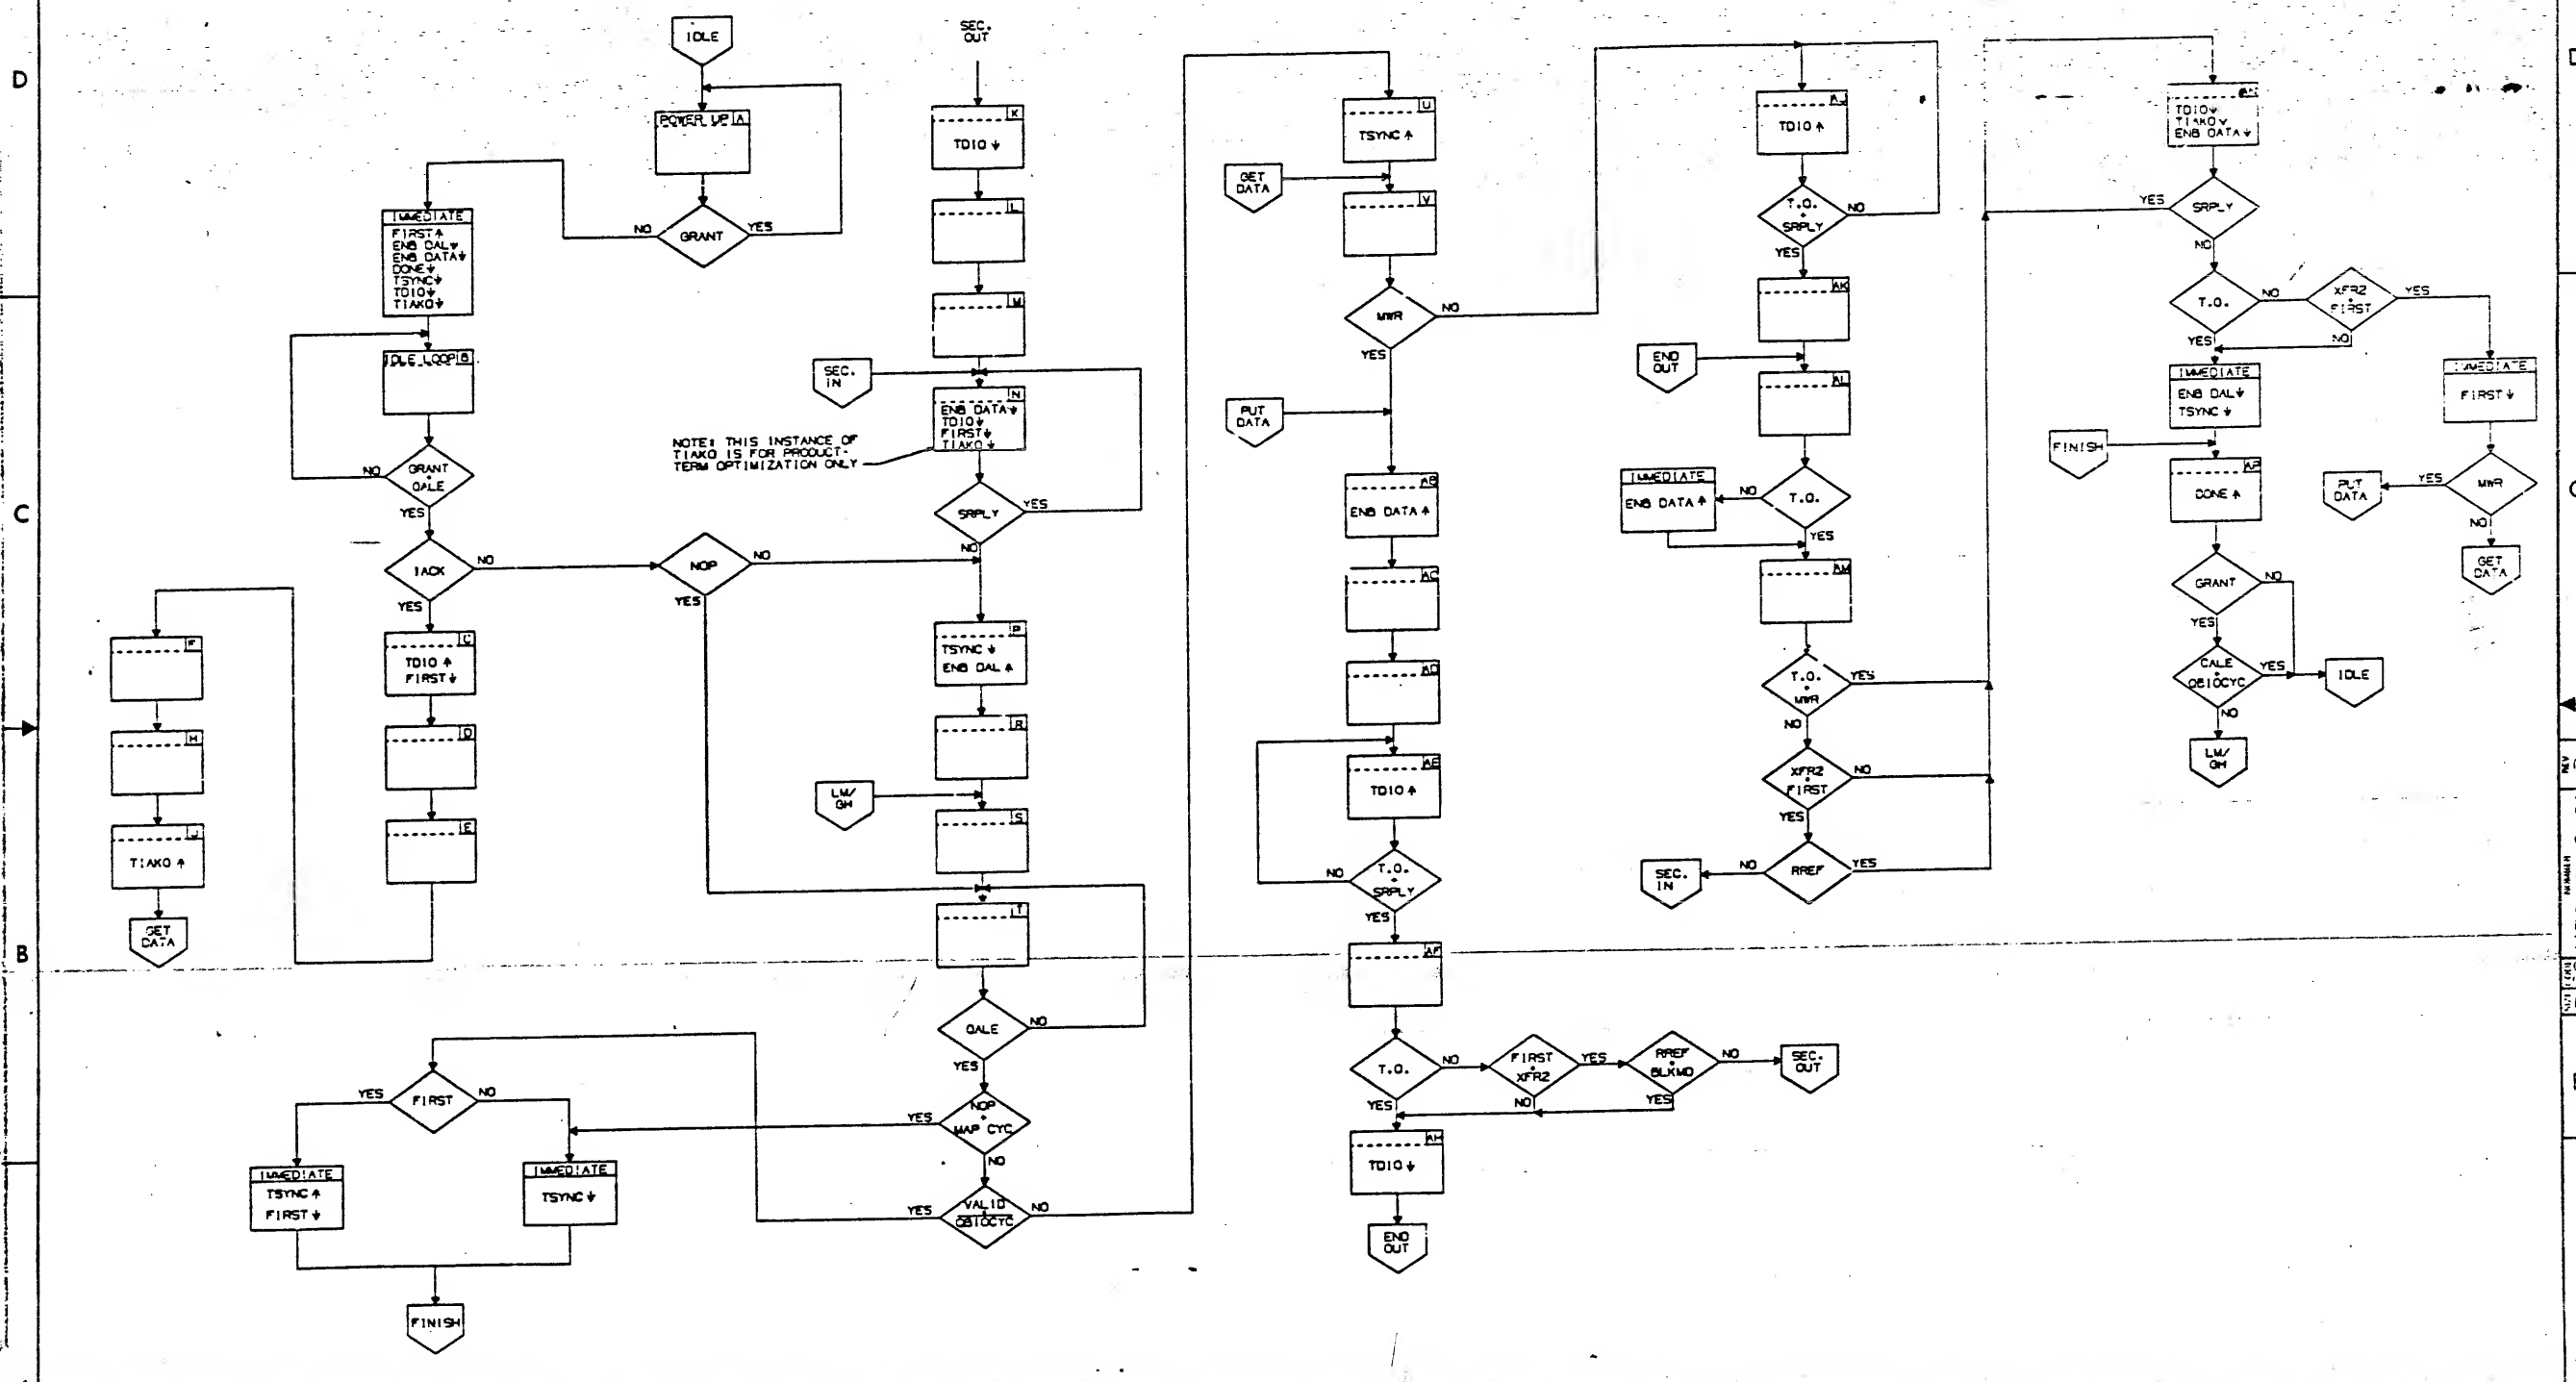 D
IDLE
POWER UP A
GRANT
NO
YES
IMMEDIATE
FIRST↑
ENB DAL↓
ENB DATA↓
DONE↓
TSYNC↓
TDIO↓
TIAKO↓
IDLE LOOP B
GRANT
+
QALE
NO
YES
IACK
NO
YES
C
TDIO ↑
FIRST↓
D
E
F
H
J
TIAKO ↑
GET
DATA
NOP
NO
YES
SEC.
OUT
K
TDIO ↓
L
M
SEC.
IN
N
ENB DATA↓
TDIO↓
FIRST↓
TIAKO↓
NOTE: THIS INSTANCE OF
TIAKO IS FOR PRODUCT-
TERM OPTIMIZATION ONLY
SRPLY
YES
NO
P
TSYNC ↓
ENB DAL ↑
R
LM/
GH
S
T
QALE
NO
YES
NOP
+
MAP CYC
YES
NO
VALID
QBIOCYC
YES
NO
FIRST
YES
NO
IMMEDIATE
TSYNC ↑
FIRST ↓
IMMEDIATE
TSYNC ↓
FINISH
U
TSYNC ↑
GET
DATA
V
MWR
NO
YES
PUT
DATA
AB
ENB DATA ↑
AC
AD
AE
TDIO ↑
T.O.
+
SRPLY
NO
YES
AF
T.O.
NO
YES
FIRST
XFR2
YES
NO
RREF
+
BLKMD
NO
YES
SEC.
OUT
AH
TDIO ↓
END
OUT
AJ
TDIO ↑
T.O.
+
SRPLY
NO
YES
AK
END
OUT
AL
T.O.
NO
YES
IMMEDIATE
ENB DATA ↑
AM
T.O.
+
MWR
YES
NO
XFR2
FIRST
NO
YES
RREF
NO
YES
SEC.
IN
AN
TDIO↓
TIAKO↓
ENB DATA↓
SRPLY
YES
NO
T.O.
NO
YES
XFR2
FIRST
YES
NO
IMMEDIATE
ENB DAL ↓
TSYNC ↓
IMMEDIATE
FIRST ↓
FINISH
AP
DONE ↑
MWR
YES
NO
PUT
DATA
GET
DATA
GRANT
NO
YES
QALE
+
QBIOCYC
YES
NO
IDLE
LM/
GH
C
B
REV
NUMBER